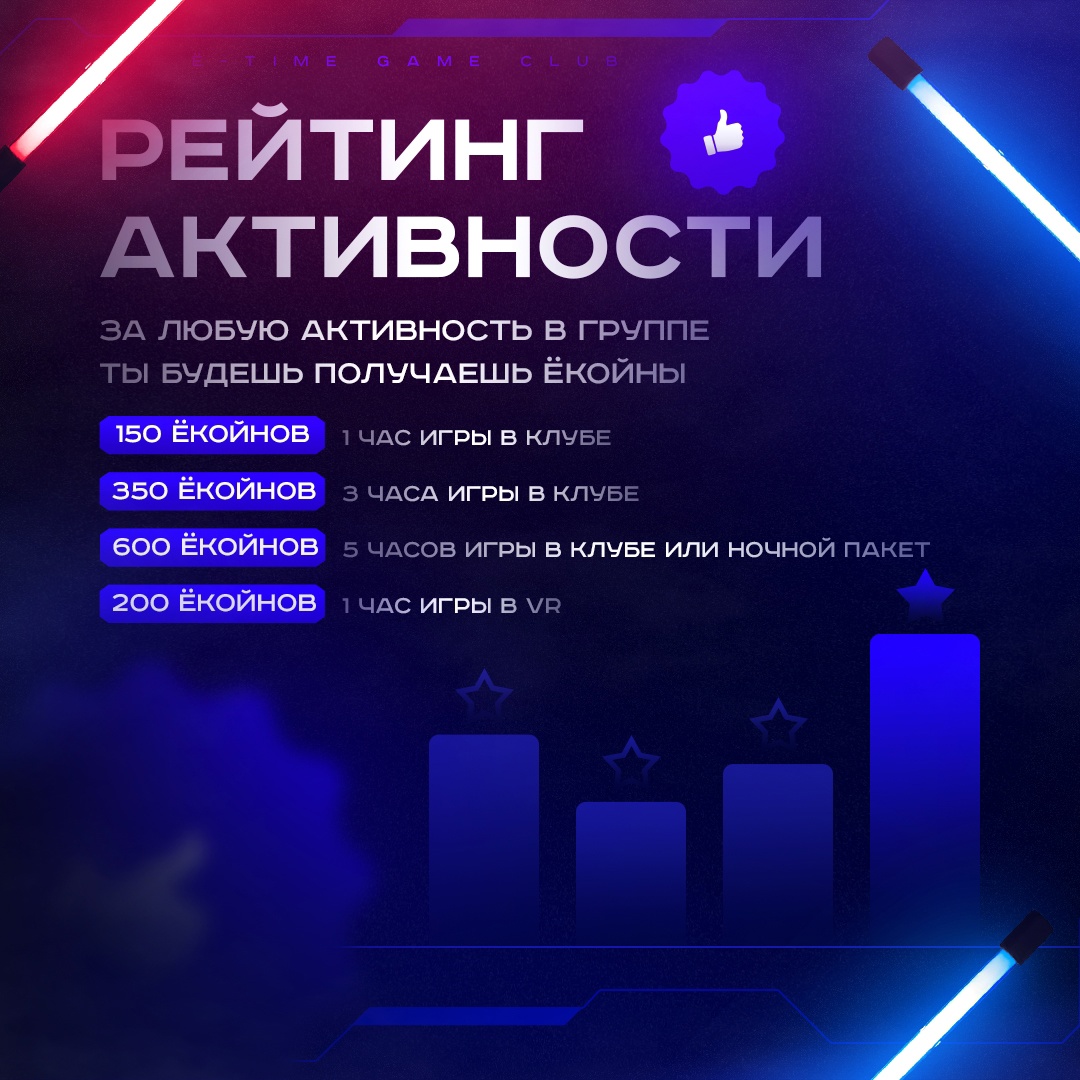 E-TIME GAME CLUB
РЕЙТИНГ
АКТИВНОСТИ
ЗА ЛЮБУЮ АКТИВНОСТЬ В ГРУППЕ
ТЫ БУДЕШЬ ПОЛУЧАЕШЬ ЁКОЙНЫ
150 ЁКОЙНОВ 1 ЧАС ИГРЫ В КЛУБЕ
350 ЁКОЙНОВ 3 ЧАСА ИГРЫ В КЛУБЕ
600 ЁКОЙНОВ 5 ЧАСОВ ИГРЫ В КЛУБЕ ИЛИ НОЧНОЙ ПАКЕТ
200 ЁКОЙНОВ 1 ЧАС ИГРЫ В VR